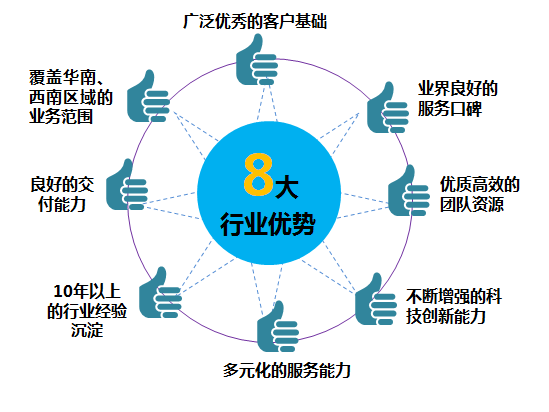 广泛优秀的客户基础
覆盖华南、
西南区域的
业务范围
业界良好的
服务口碑
8大
行业优势
良好的交
付能力
优质高效的
团队资源
10年以上
的行业经验
沉淀
不断增强的科
技创新能力
多元化的服务能力